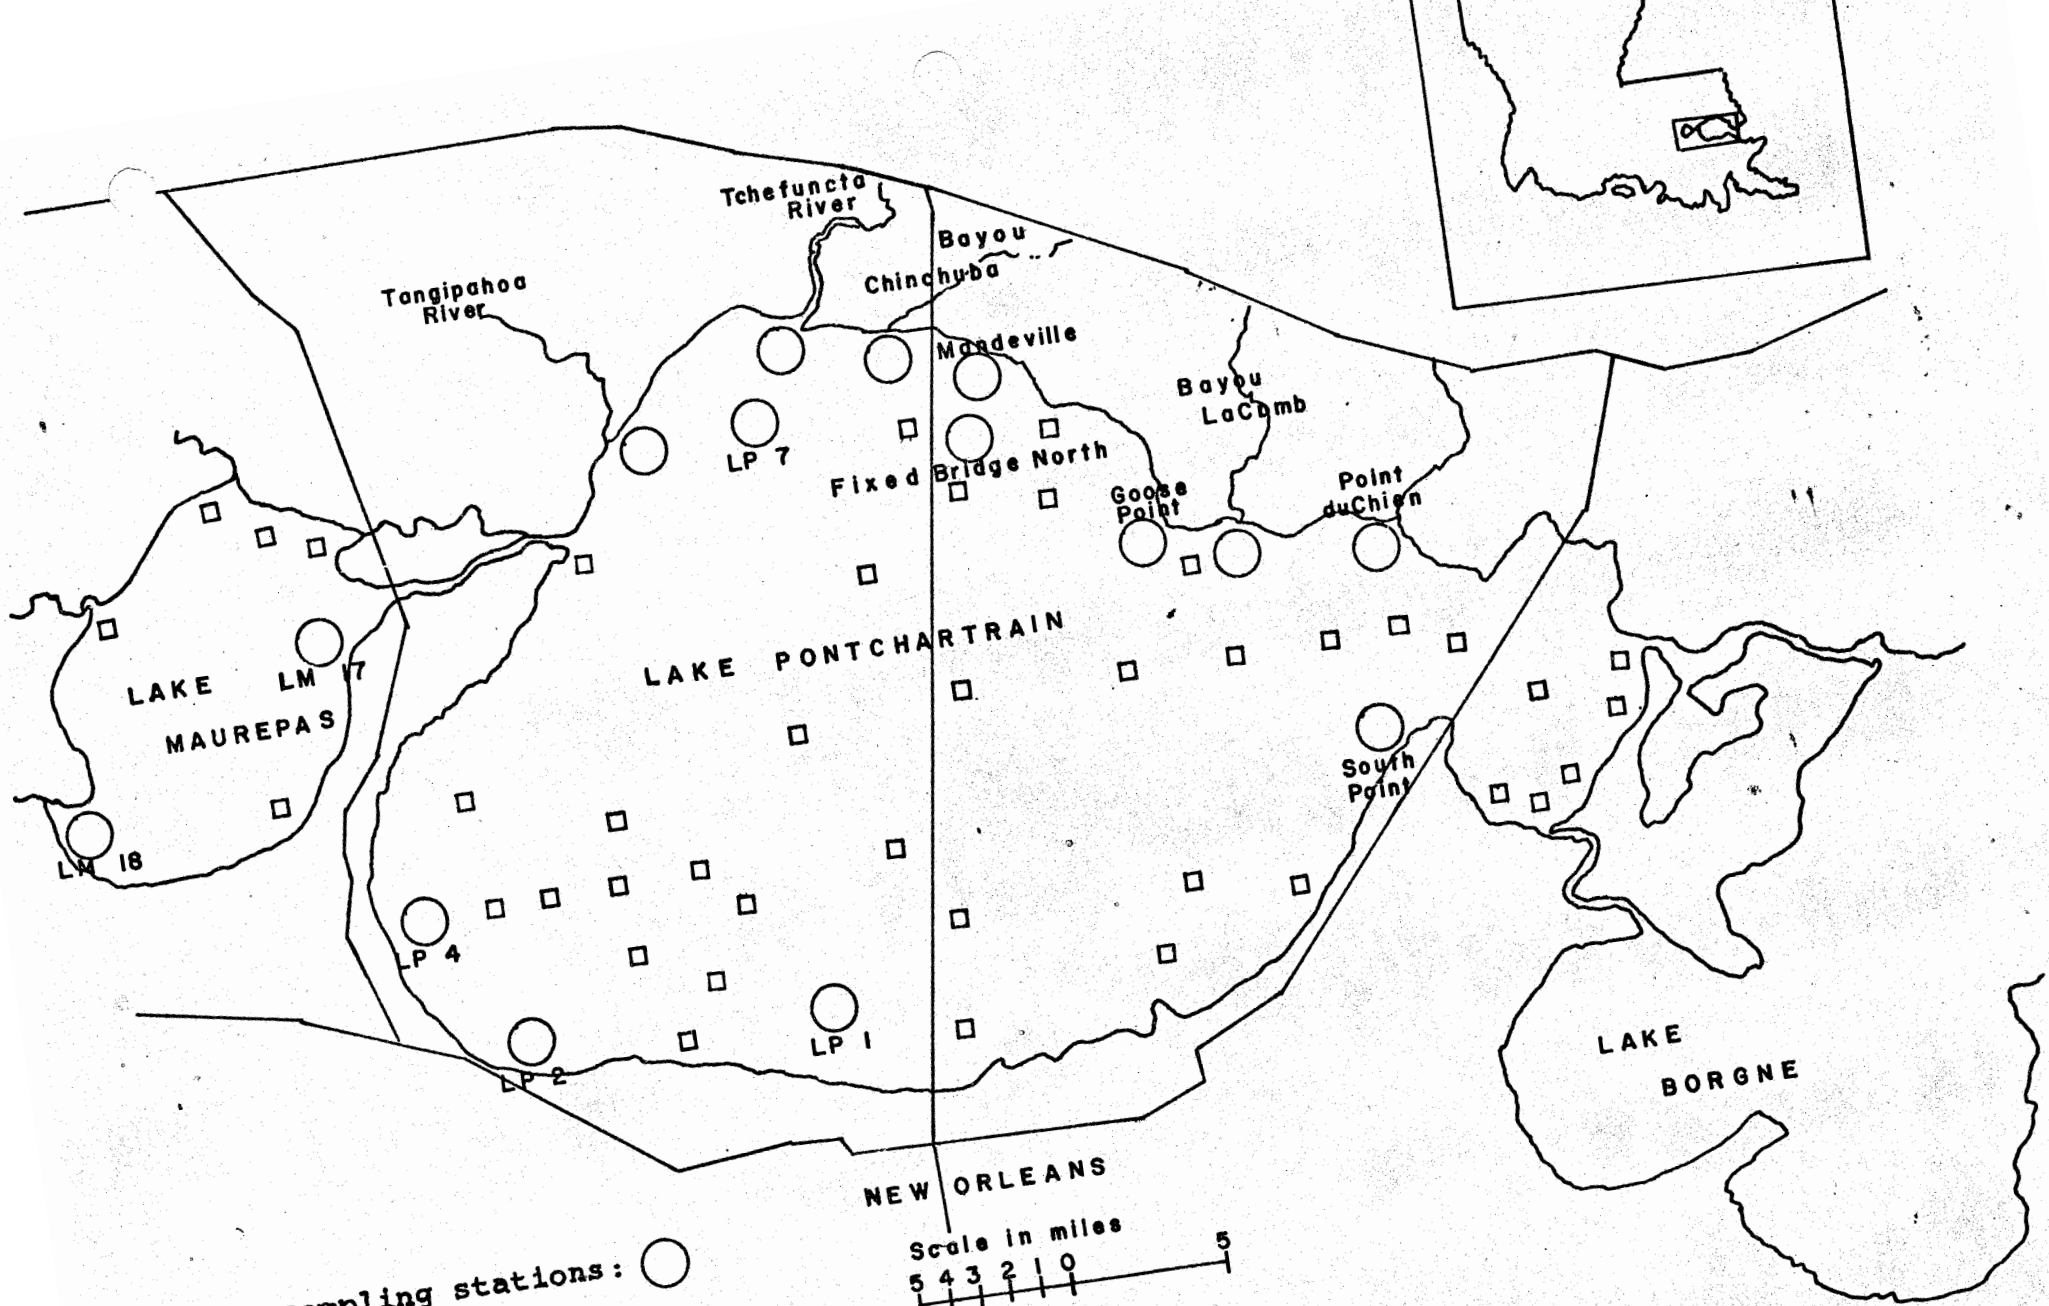 Tchefuncta
River
Bayou
Chinchuba
Tangipahoa
River
Mandeville
Bayou
LaComb
LP 7
Fixed Bridge North
Goose
Point
Point
duChien
LAKE PONTCHARTRAIN
LM 17
LAKE
MAUREPAS
South
Point
LM 18
LP 4
LP 1
LP 2
LAKE
BORGNE
NEW ORLEANS
Scale in miles
5 4 3 2 1 0 5
stations: